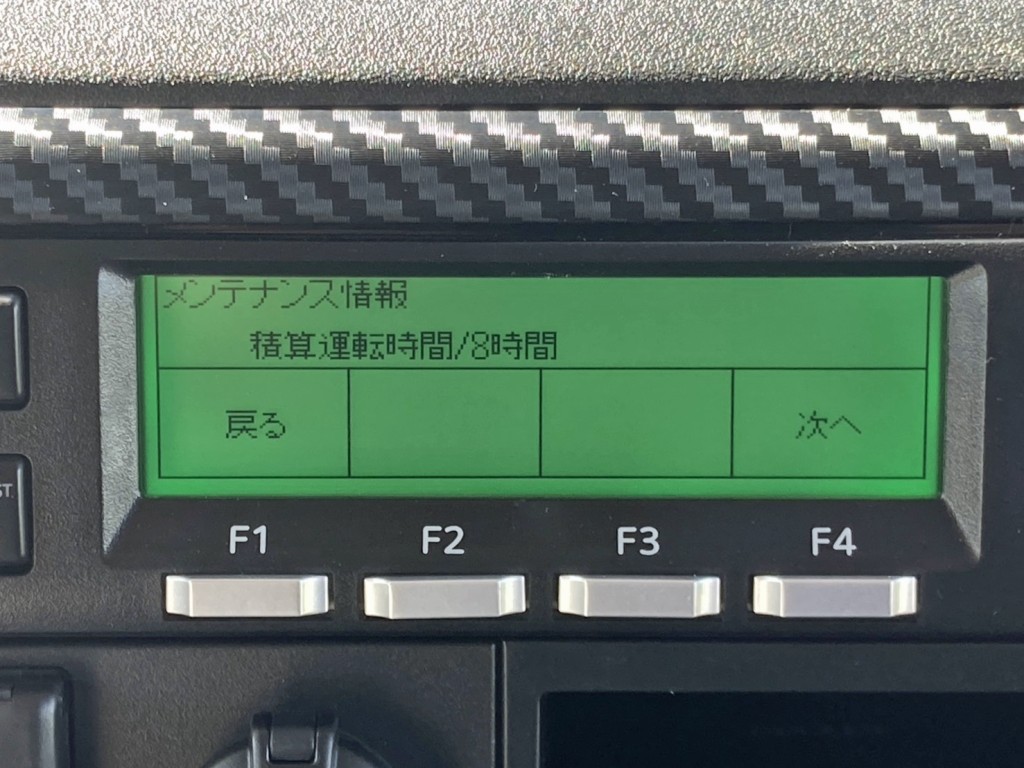 メンテナンス情報
積算運転時間/8時間
戻る 次へ
F1 F2 F3 F4
ST.